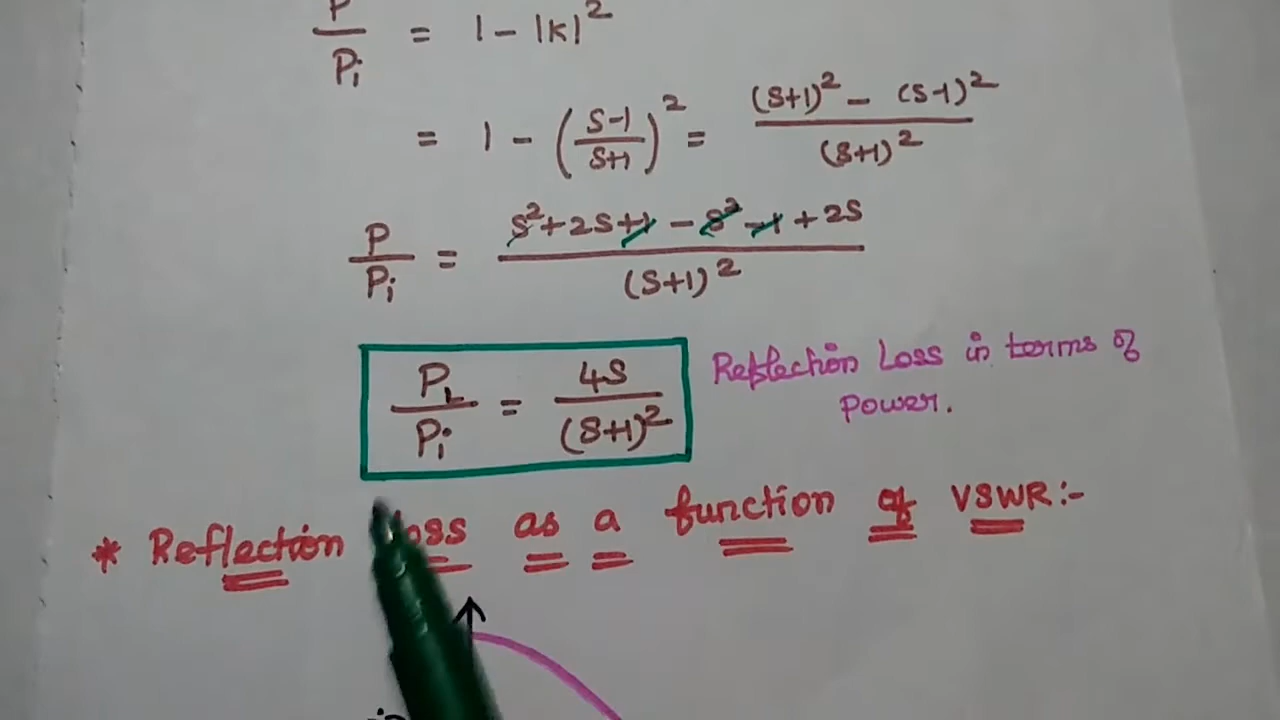 P/Pi = 1 - |K|²
= 1 - (S-1/S+1)² = (S+1)² - (S-1)²/(S+1)²
P/Pi = S²+2S+1 - S² -1 +2S/(S+1)²
PL/Pi = 4S/(S+1)² Reflection Loss in terms of
Power.
* Reflection loss as a function of VSWR:-